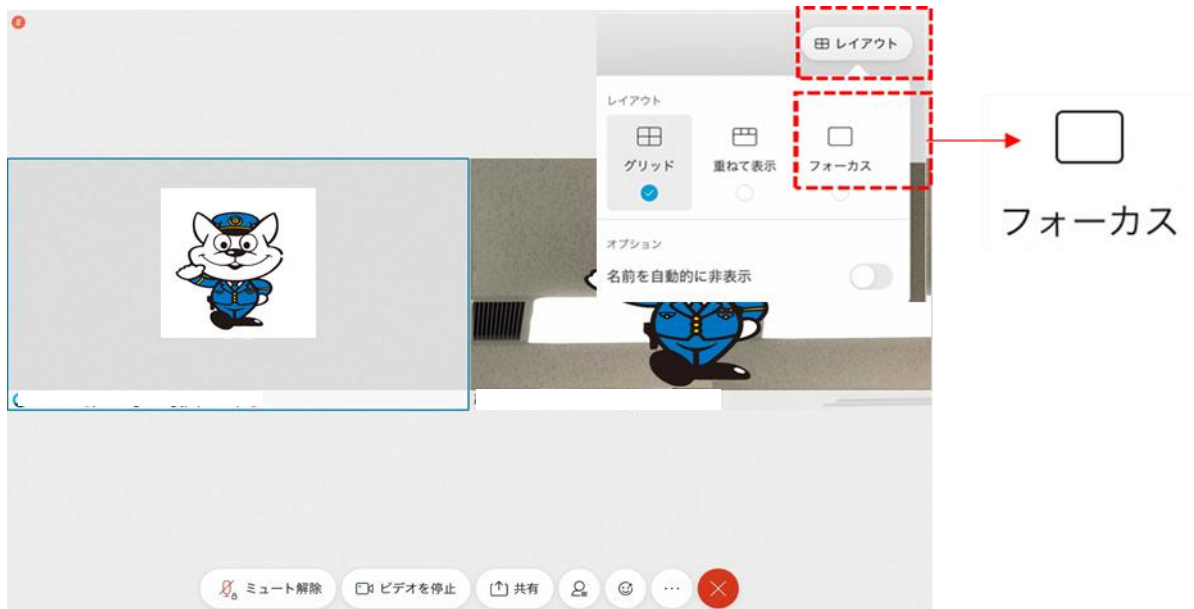 レイアウト
レイアウト
グリッド
重ねて表示
フォーカス
オプション
名前を自動的に非表示
フォーカス
ミュート解除
ビデオを停止
共有